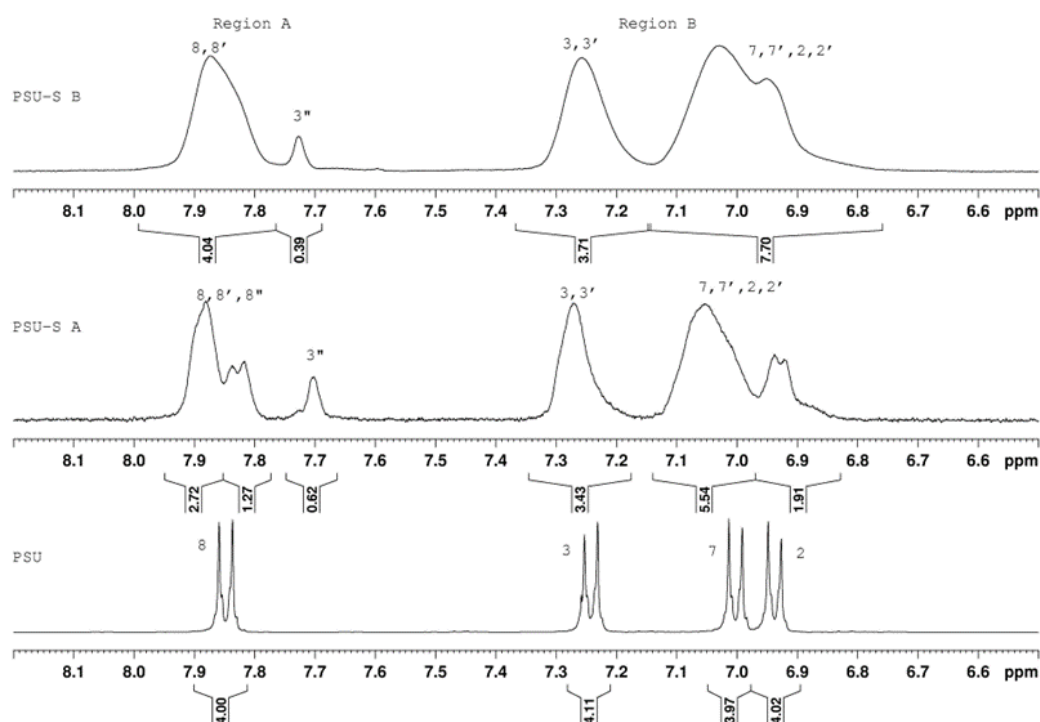 Region A Region B
8,8' 3,3' 7,7',2,2'
3"
PSU-S B
8.1 8.0 7.9 7.8 7.7 7.6 7.5 7.4 7.3 7.2 7.1 7.0 6.9 6.8 6.7 6.6 ppm
4.04 0.39 3.71 7.70
8,8',8" 3,3' 7,7',2,2'
PSU-S A
3"
8.1 8.0 7.9 7.8 7.7 7.6 7.5 7.4 7.3 7.2 7.1 7.0 6.9 6.8 6.7 6.6 ppm
2.72 1.27 0.62 3.43 5.54 1.91
PSU 8 3 7 2
8.1 8.0 7.9 7.8 7.7 7.6 7.5 7.4 7.3 7.2 7.1 7.0 6.9 6.8 6.7 6.6 ppm
4.00 4.11 3.97 4.02